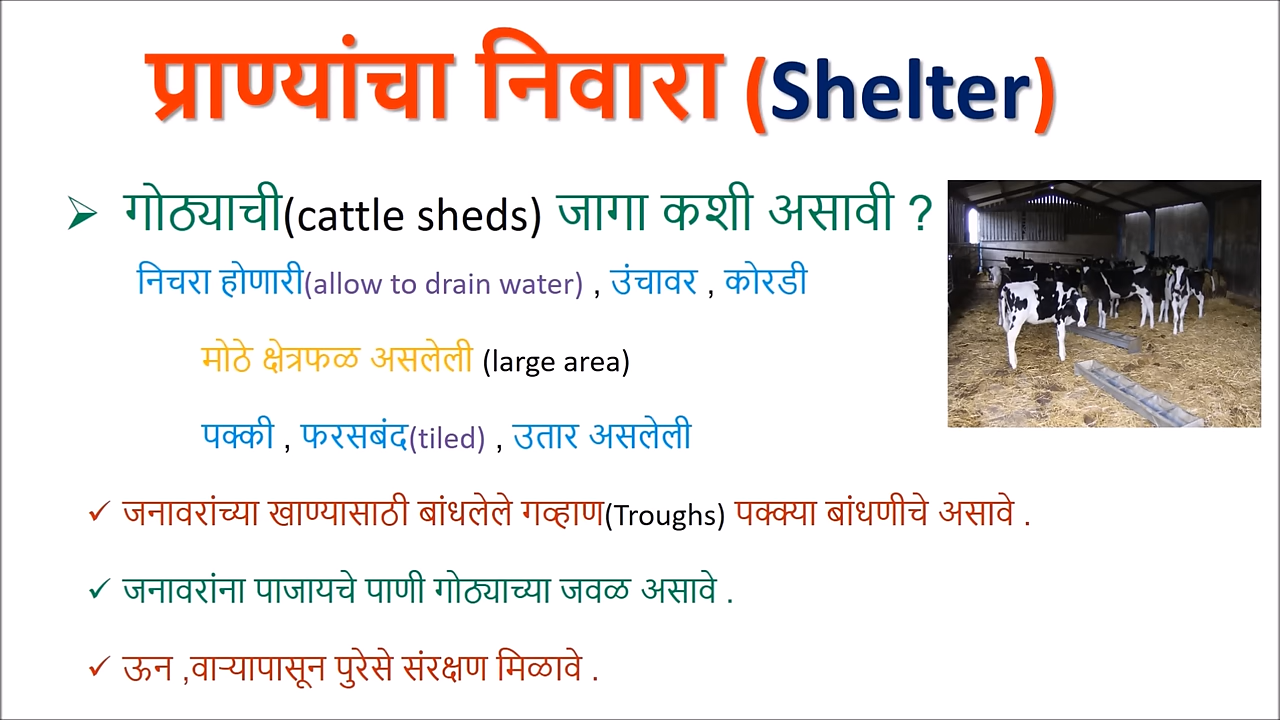 प्राण्यांचा निवारा (Shelter)
➢ गोठ्याची(cattle sheds) जागा कशी असावी ?
निचरा होणारी(allow to drain water) , उंचावर , कोरडी
मोठे क्षेत्रफळ असलेली (large area)
पक्की , फरसबंद(tiled) , उतार असलेली
✓ जनावरांच्या खाण्यासाठी बांधलेले गव्हाण(Troughs) पक्क्या बांधणीचे असावे .
✓ जनावरांना पाजायचे पाणी गोठ्याच्या जवळ असावे .
✓ ऊन ,वाऱ्यापासून पुरेसे संरक्षण मिळावे .